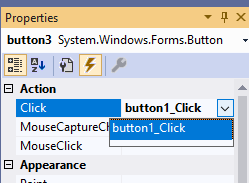 Properties
button3 System.Windows.Forms.Button
Action
Click button1_Click
MouseCaptureCh
button1_Click
MouseClick
Appearance